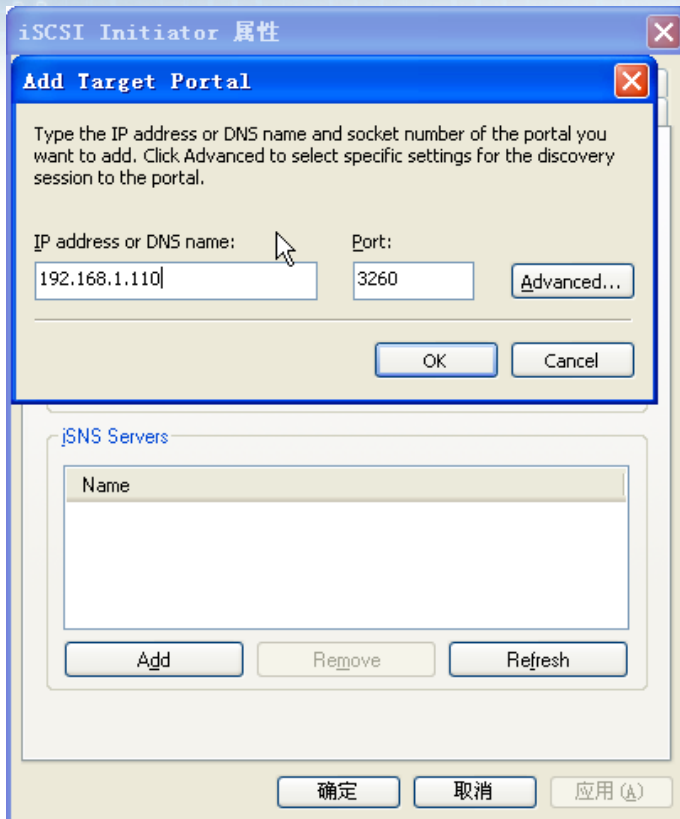 iSCSI Initiator 属性
Add Target Portal
Type the IP address or DNS name and socket number of the portal you
want to add. Click Advanced to select specific settings for the discovery
session to the portal.
IP address or DNS name:
Port:
192.168.1.110
3260
Advanced...
OK
Cancel
iSNS Servers
Name
Add
Remove
Refresh
确定
取消
应用(A)